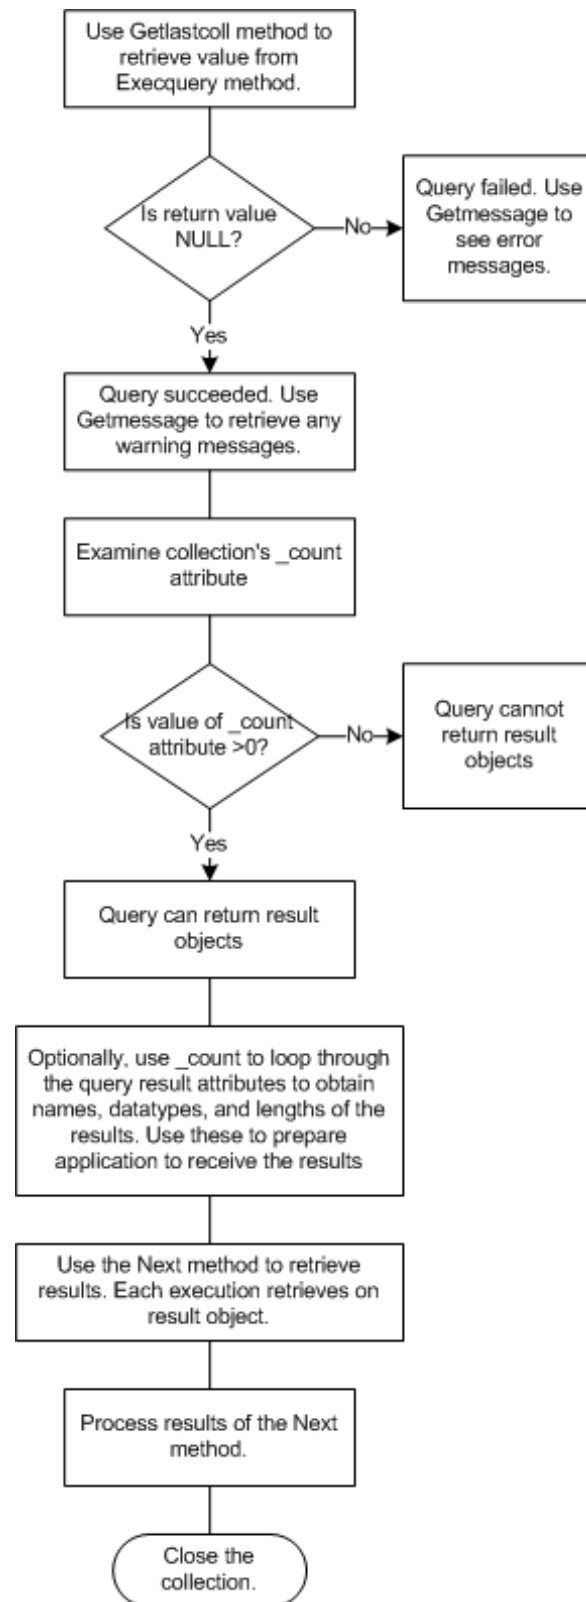 Use Getlastcoll method to
retrieve value from
Execquery method.
Is return value
NULL?
No
Query failed. Use
Getmessage to
see error
messages.
Yes
Query succeeded. Use
Getmessage to retrieve any
warning messages.
Examine collection's _count
attribute
Is value of _count
attribute >0?
No
Query cannot
return result
objects
Yes
Query can return result
objects
Optionally, use _count to loop through
the query result attributes to obtain
names, datatypes, and lengths of the
results. Use these to prepare
application to receive the results
Use the Next method to retrieve
results. Each execution retrieves on
result object.
Process results of the Next
method.
Close the
collection.